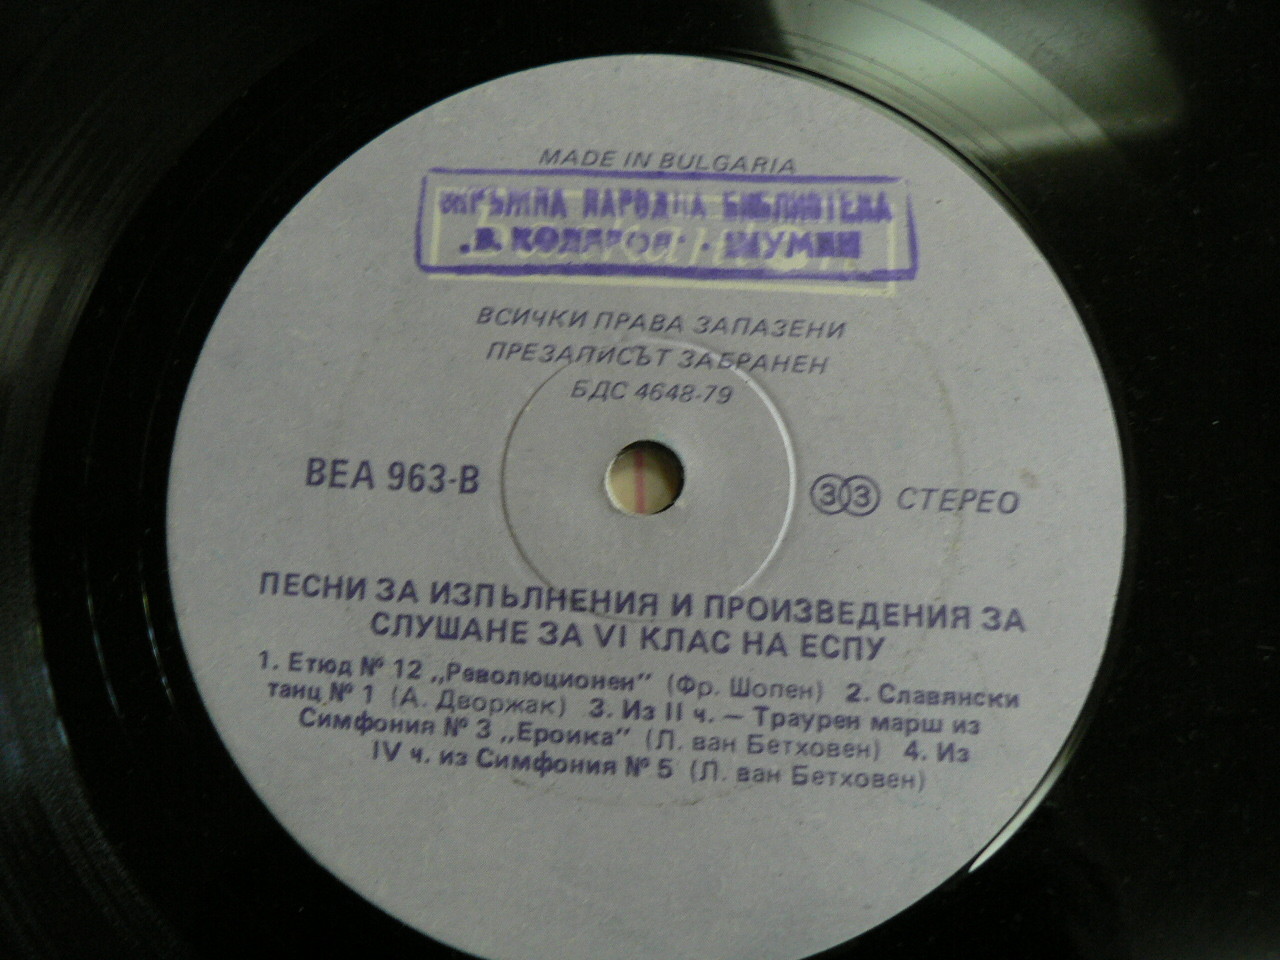 MADE IN BULGARIA
ОКРЪЖНА НАРОДНА БИБЛИОТЕКА
„В. КОЛАРОВ" · ШУМЕН
Балкантон
ВСИЧКИ ПРАВА ЗАПАЗЕНИ
ПРЕЗАПИСЪТ ЗАБРАНЕН
БДС 4648-79
ВЕА 963-В
33 СТЕРЕО
ПЕСНИ ЗА ИЗПЪЛНЕНИЯ И ПРОИЗВЕДЕНИЯ ЗА
СЛУШАНЕ ЗА VI КЛАС НА ЕСПУ
1. Етюд № 12 „Революционен" (Фр. Шопен) 2. Славянски
танц № 1 (А. Дворжак) 3. Из II ч. – Траурен марш из
Симфония № 3 „Ероика" (Л. ван Бетховен) 4. Из
IV ч. из Симфония № 5 (Л. ван Бетховен)